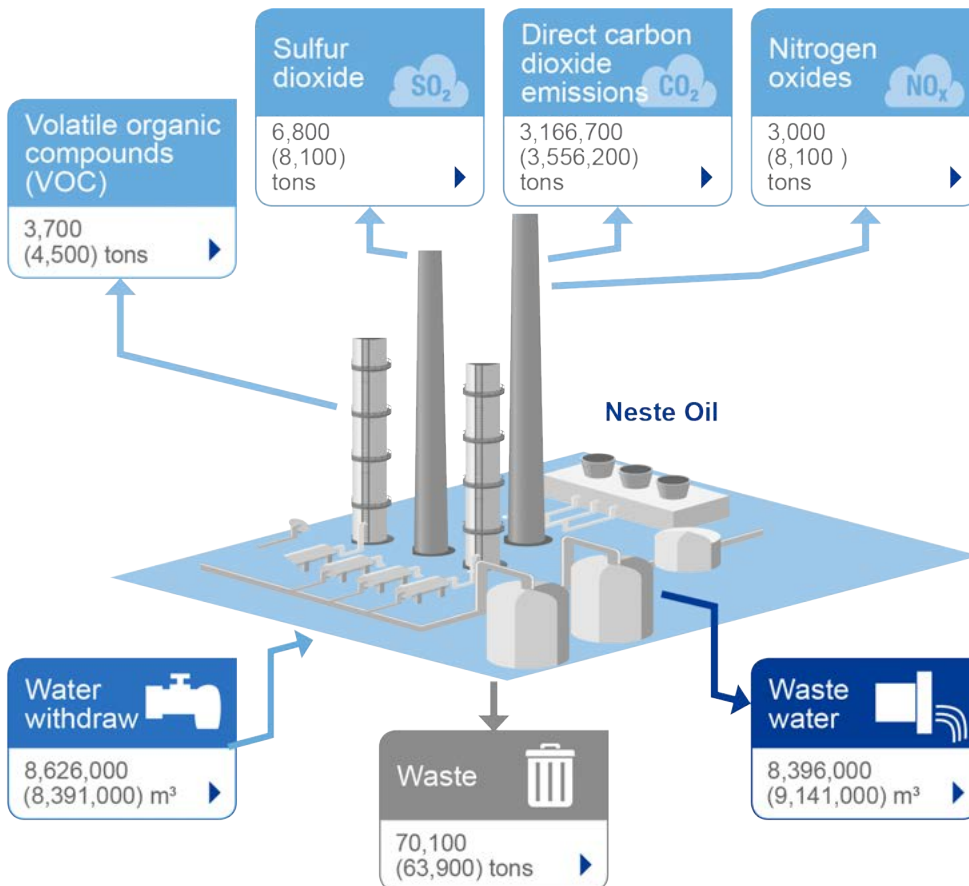 Sulfur
dioxide
SO₂
6,800
(8,100)
tons
Direct carbon
dioxide
emissions
CO₂
3,166,700
(3,556,200)
tons
Nitrogen
oxides
NOx
3,000
(8,100 )
tons
Volatile organic
compounds
(VOC)
3,700
(4,500) tons
Neste Oil
Water
withdraw
8,626,000
(8,391,000) m³
Waste
70,100
(63,900) tons
Waste
water
8,396,000
(9,141,000) m³